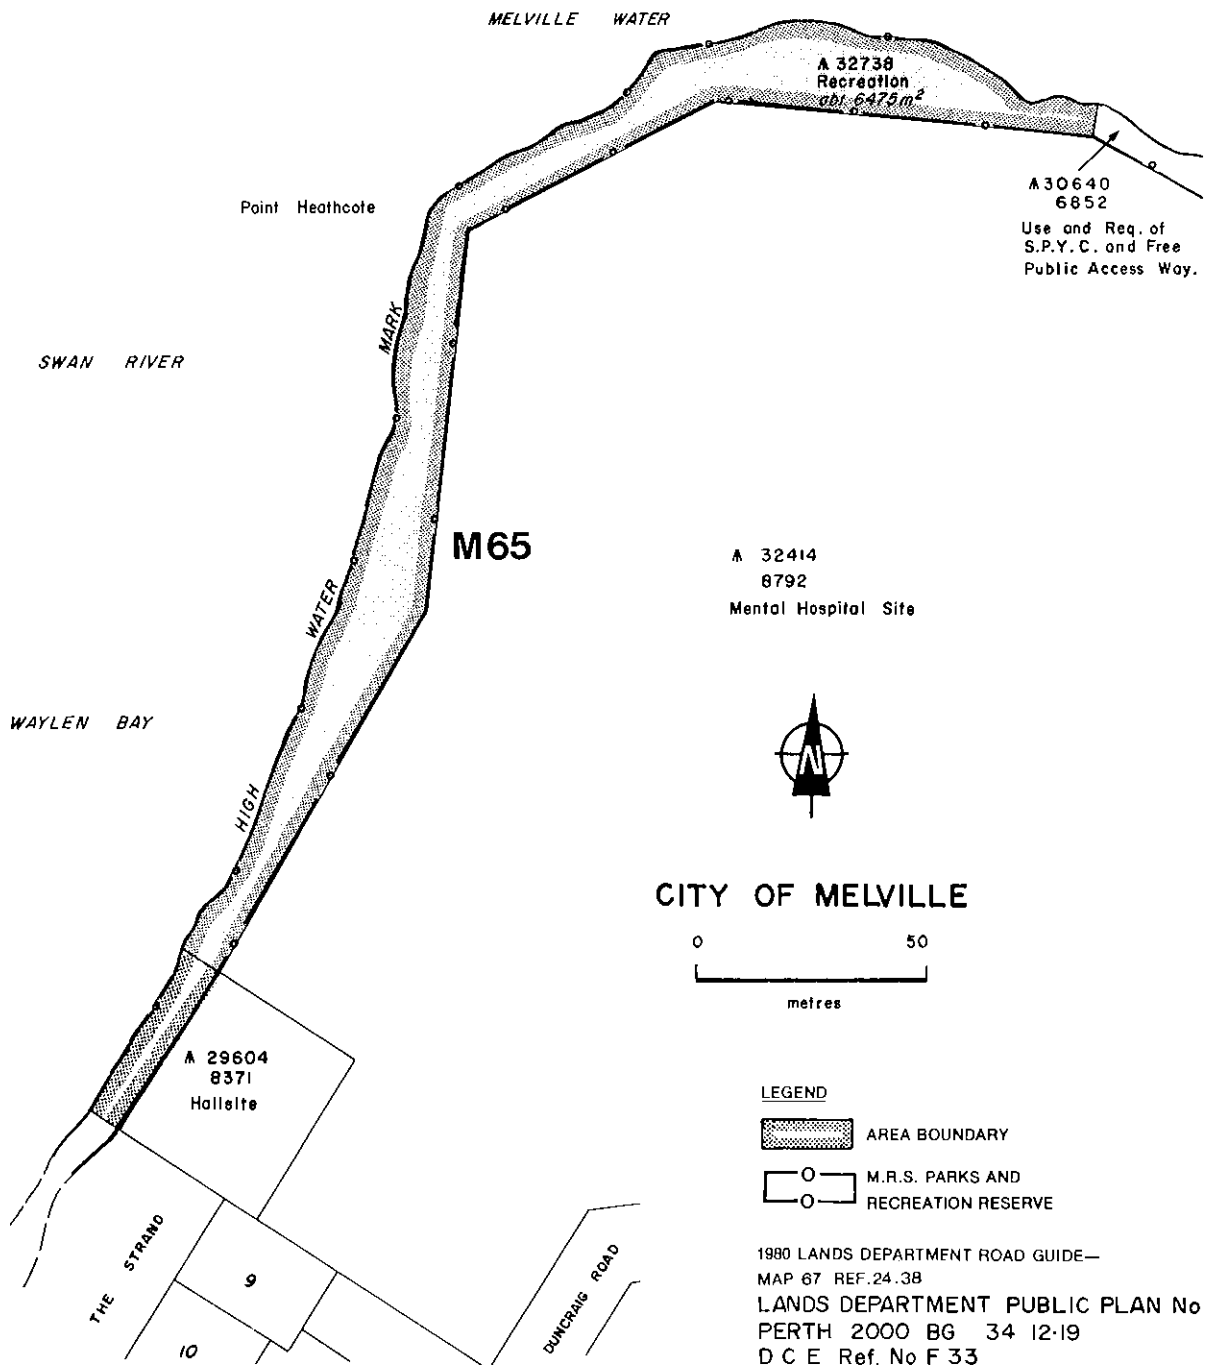 MELVILLE WATER
A 32738
Recreation
abt 6475m²
A 30640
6852
Use and Req. of
S.P.Y.C. and Free
Public Access Way.
Point Heathcote
MARK
SWAN RIVER
M65
A 32414
8792
Mental Hospital Site
WATER
WAYLEN BAY
N
HIGH
CITY OF MELVILLE
0 50
metres
A 29604
8371
Hallsite
LEGEND
AREA BOUNDARY
M.R.S. PARKS AND
RECREATION RESERVE
THE STRAND
9
10
DUNCRAIG ROAD
1980 LANDS DEPARTMENT ROAD GUIDE—
MAP 67 REF.24.38
LANDS DEPARTMENT PUBLIC PLAN No
PERTH 2000 BG 34 12·19
D C E Ref. No F 33